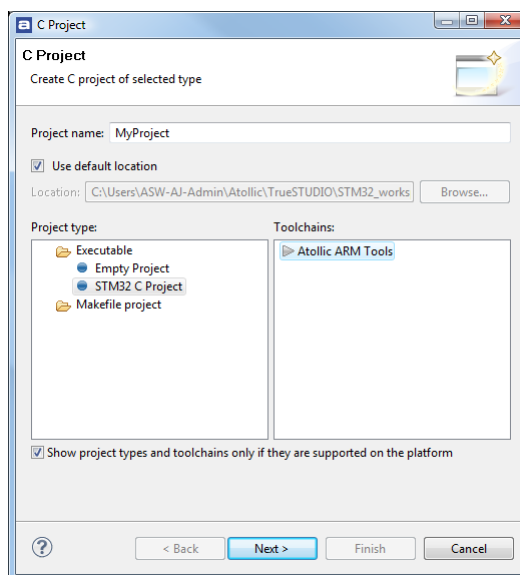 C Project
C Project
Create C project of selected type
Project name: MyProject
Use default location
Location: C:\Users\ASW-AJ-Admin\Atollic\TrueSTUDIO\STM32_works Browse...
Project type: Toolchains:
Executable Atollic ARM Tools
Empty Project
STM32 C Project
Makefile project
Show project types and toolchains only if they are supported on the platform
< Back Next > Finish Cancel